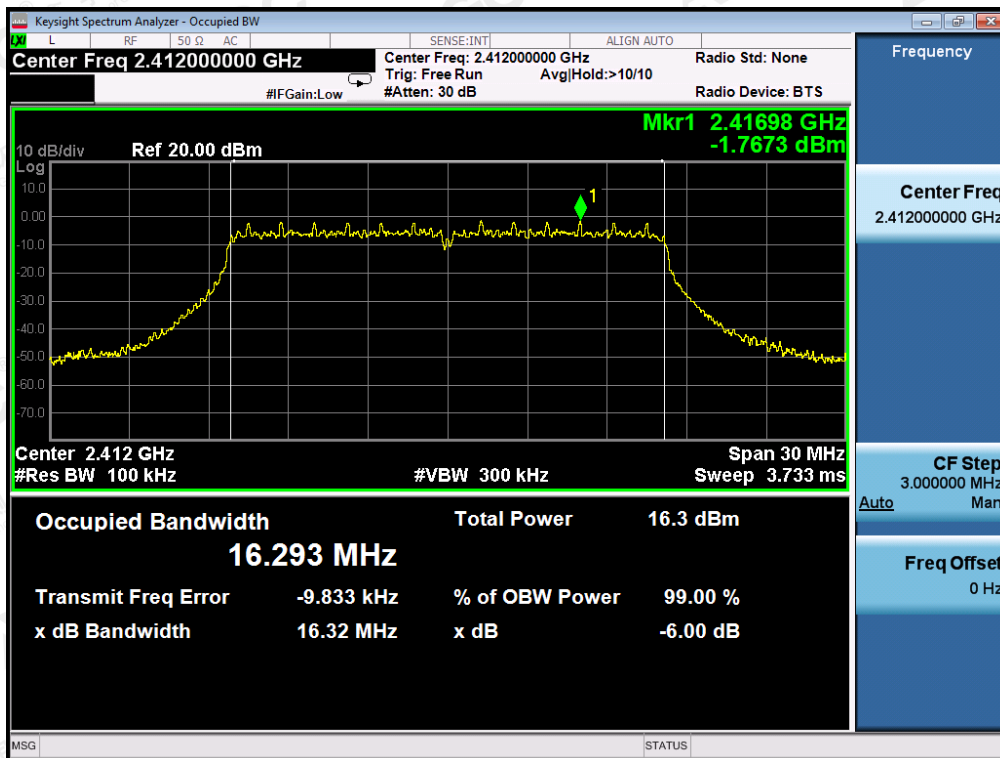 Keysight Spectrum Analyzer - Occupied BW
LXI L RF 50 Ω AC SENSE:INT ALIGN AUTO
Center Freq 2.412000000 GHz
Center Freq: 2.412000000 GHz Radio Std: None
Trig: Free Run Avg|Hold:>10/10
#IFGain:Low #Atten: 30 dB Radio Device: BTS
Frequency
Mkr1 2.41698 GHz
-1.7673 dBm
10 dB/div Ref 20.00 dBm
Log
10.0
0.00
-10.0
-20.0
-30.0
-40.0
-50.0
-60.0
-70.0
1
Center 2.412 GHz Span 30 MHz
#Res BW 100 kHz #VBW 300 kHz Sweep 3.733 ms
Occupied Bandwidth Total Power 16.3 dBm
16.293 MHz
Transmit Freq Error -9.833 kHz % of OBW Power 99.00 %
x dB Bandwidth 16.32 MHz x dB -6.00 dB
Center Freq
2.412000000 GHz
CF Step
3.000000 MHz
Auto Man
Freq Offset
0 Hz
MSG STATUS